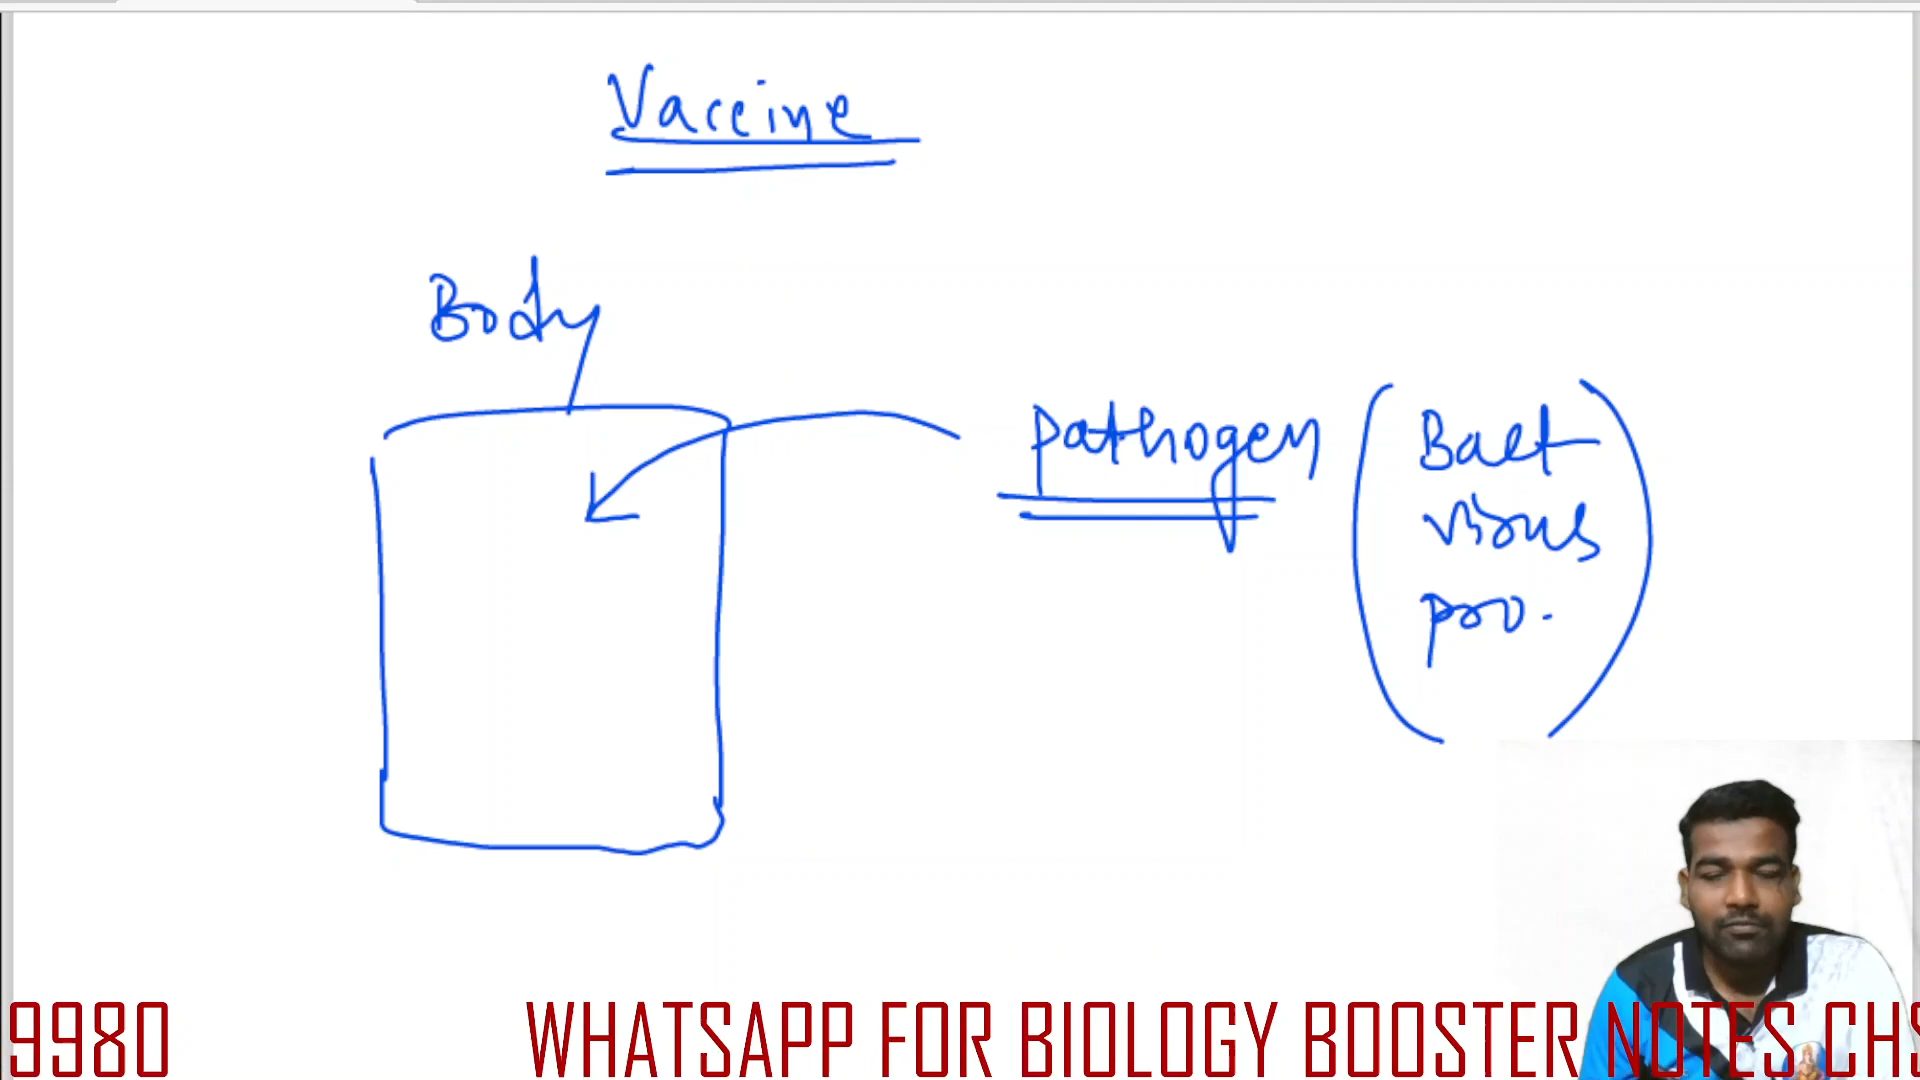 Vaccine
Body
pathogen
Bact
virus
pro.
9980 WHATSAPP FOR BIOLOGY BOOSTER NOTES CHS